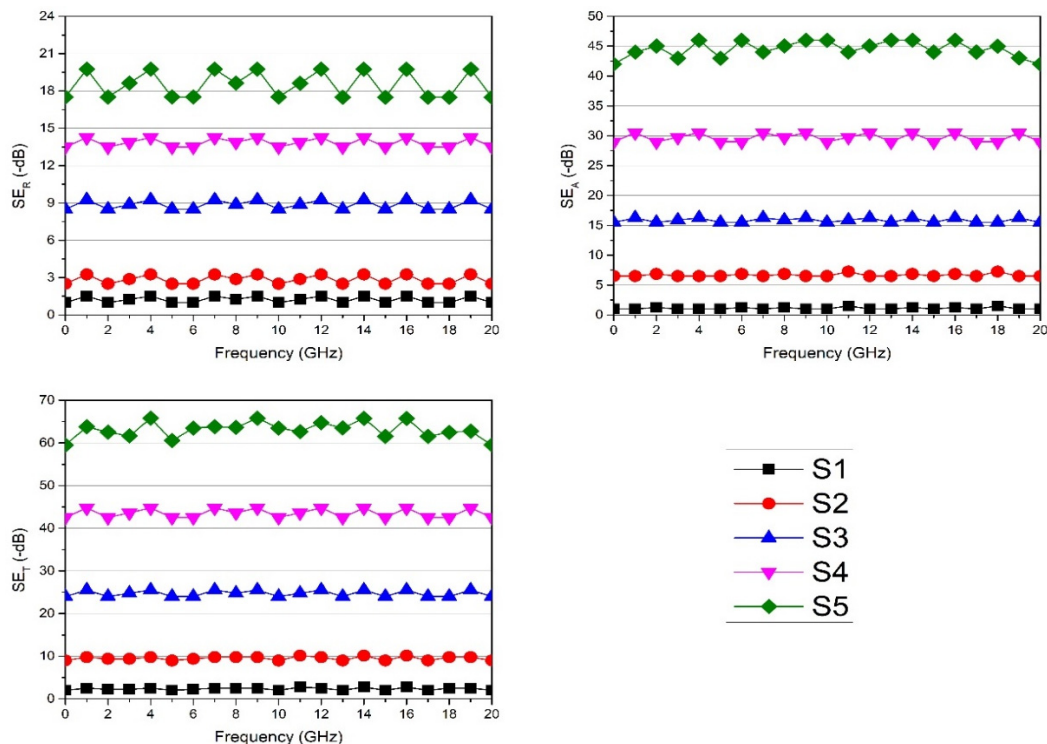 24
21
18
15
12
9
6
3
0
SE_R (-dB)
0 2 4 6 8 10 12 14 16 18 20
Frequency (GHz)
50
45
40
35
30
25
20
15
10
5
0
SE_A (-dB)
0 2 4 6 8 10 12 14 16 18 20
Frequency (GHz)
70
60
50
40
30
20
10
0
SE_T (-dB)
0 2 4 6 8 10 12 14 16 18 20
Frequency (GHz)
S1
S2
S3
S4
S5